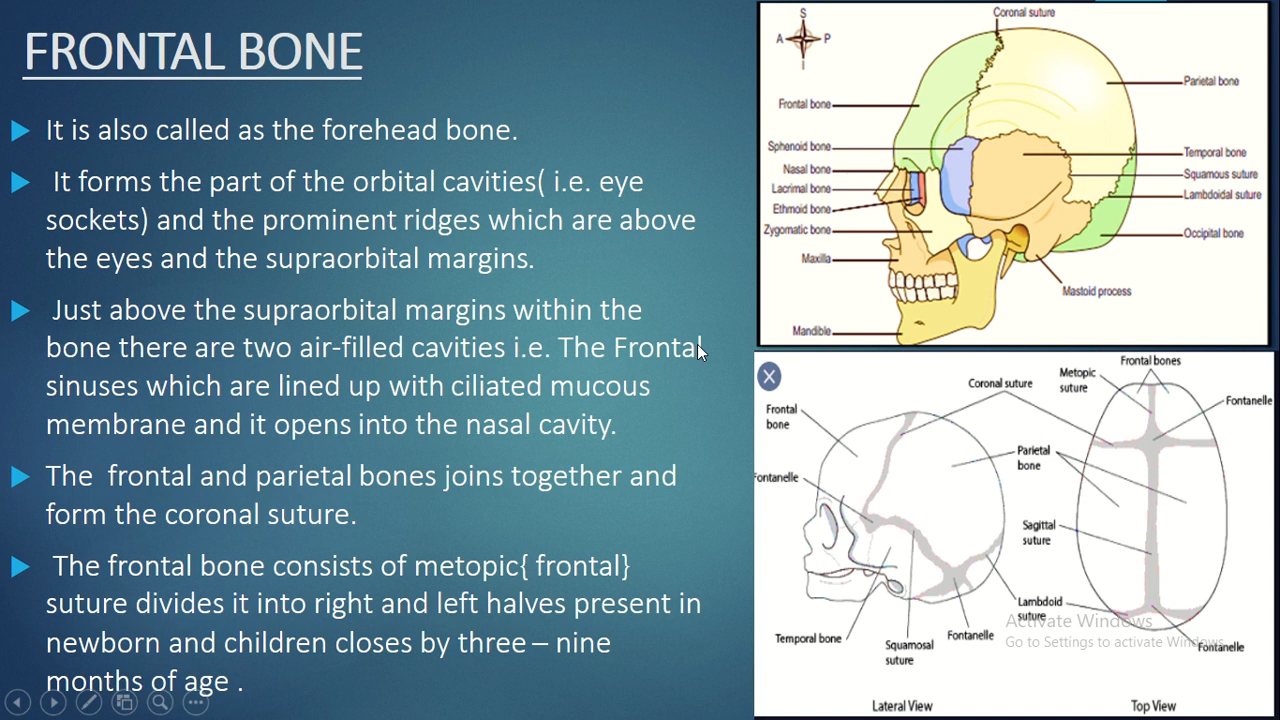 FRONTAL BONE
It is also called as the forehead bone.
It forms the part of the orbital cavities( i.e. eye
sockets) and the prominent ridges which are above
the eyes and the supraorbital margins.
Just above the supraorbital margins within the
bone there are two air-filled cavities i.e. The Frontal
sinuses which are lined up with ciliated mucous
membrane and it opens into the nasal cavity.
The frontal and parietal bones joins together and
form the coronal suture.
The frontal bone consists of metopic{ frontal}
suture divides it into right and left halves present in
newborn and children closes by three – nine
months of age .
S
A P
I
Coronal suture
Frontal bone
Sphenoid bone
Nasal bone
Lacrimal bone
Ethmoid bone
Zygomatic bone
Maxilla
Mandible
Parietal bone
Temporal bone
Squamous suture
Lambdoidal suture
Occipital bone
Mastoid process
Frontal
bone
Fontanelle
Coronal suture
Parietal
bone
Sagittal
suture
Lambdoid
suture
Temporal bone
Squamosal
suture
Fontanelle
Lateral View
Frontal bones
Metopic
suture
Fontanelle
Fontanelle
Top View
Activate Windows
Go to Settings to activate Windows.